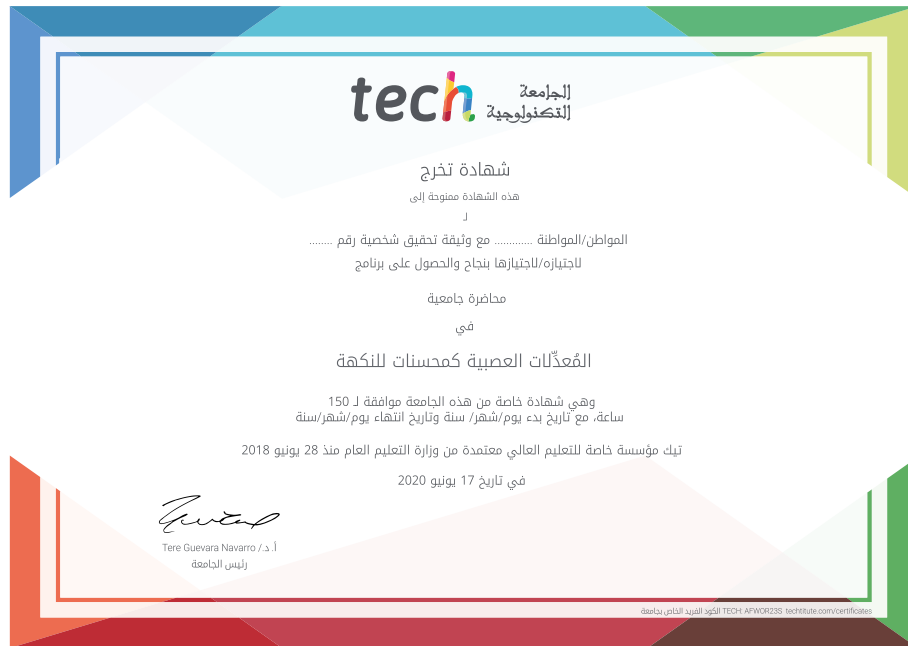 tech الجامعة
التكنولوجية
شهادة تخرج
هذه الشهادة ممنوحة إلى
لـ
المواطن/المواطنة ............. مع وثيقة تحقيق شخصية رقم ........
لاجتيازه/لاجتيازها بنجاح والحصول على برنامج
محاضرة جامعية
في
المُعدِّلات العصبية كمحسنات للنكهة
وهي شهادة خاصة من هذه الجامعة موافقة لـ 150
ساعة، مع تاريخ بدء يوم/شهر/ سنة وتاريخ انتهاء يوم/شهر/سنة
تيك مؤسسة خاصة للتعليم العالي معتمدة من وزارة التعليم العام منذ 28 يونيو 2018
في تاريخ 17 يونيو 2020
أ. د./ Tere Guevara Navarro
رئيس الجامعة
الكود الفريد الخاص بجامعة TECH: AFWOR23S techtitute.com/certificates